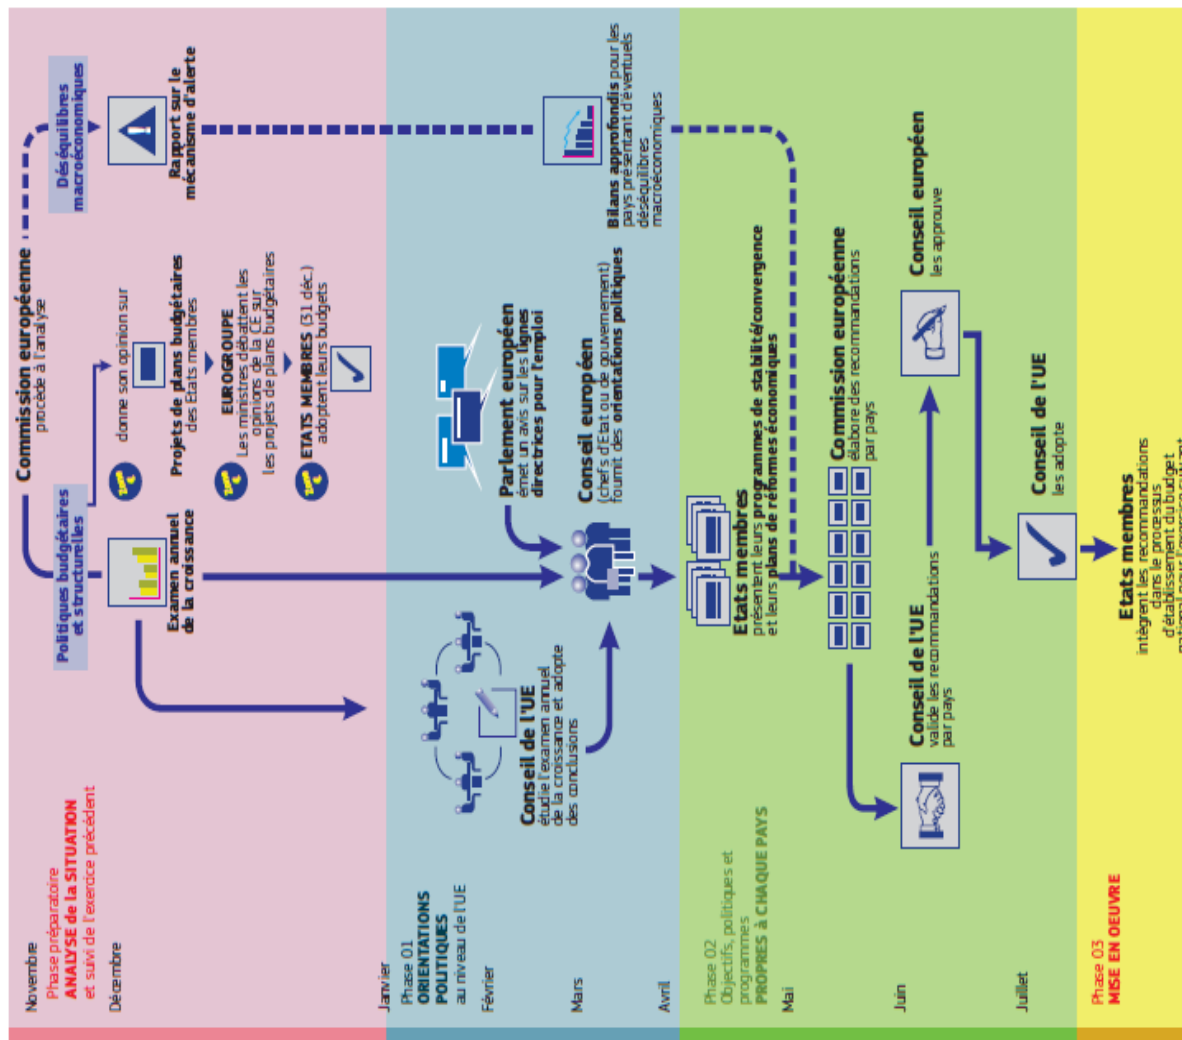 Novembre
Phase préparatoire
ANALYSE de la SITUATION
et suivi de l'exercice précédent
Décembre
Commission européenne
procède à l'analyse
Politiques budgétaires
et structurelles
Déséquilibres
macroéconomiques
Examen annuel
de la croissance
donne son opinion sur
Projets de plans budgétaires
des Etats membres
EUROGROUPE
Les ministres débattent les
opinions de la CE sur
les projets de plans budgétaires
ETATS MEMBRES (31 déc.)
adoptent leurs budgets
Rapport sur le
mécanisme d'alerte
Janvier
Phase 01
ORIENTATIONS
POLITIQUES
au niveau de l'UE
Février
Mars
Avril
Conseil de l'UE
étudie l'examen annuel
de la croissance et adopte
des conclusions
Parlement européen
émet un avis sur les lignes
directrices pour l'emploi
Conseil européen
(chefs d'Etat ou de gouvernement)
fournit des orientations politiques
Bilans approfondis pour les
pays présentant d'éventuels
déséquilibres
macroéconomiques
Phase 02
Objectifs, politiques et
programmes
PROPRES à CHAQUE PAYS
Mai
Juin
Juillet
Etats membres
présentent leurs programmes de stabilité/convergence
et leurs plans de réformes économiques
Commission européenne
élabore des recommandations
par pays
Conseil de l'UE
valide les recommandations
par pays
Conseil européen
les approuve
Conseil de l'UE
les adopte
Phase 03
MISE EN OEUVRE
Etats membres
intègrent les recommandations
dans le processus
d'établissement du budget
national pour l'exercice suivant